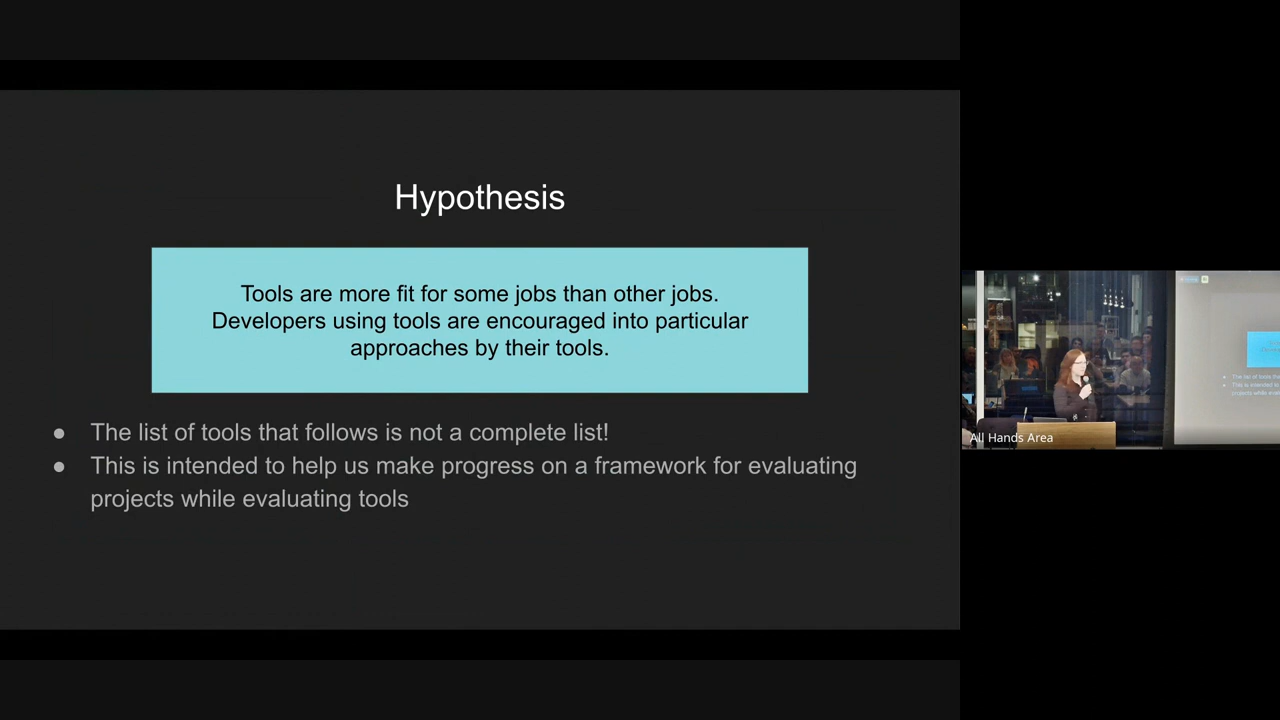 Hypothesis
Tools are more fit for some jobs than other jobs.
Developers using tools are encouraged into particular
approaches by their tools.
● The list of tools that follows is not a complete list!
● This is intended to help us make progress on a framework for evaluating
projects while evaluating tools
All Hands Area